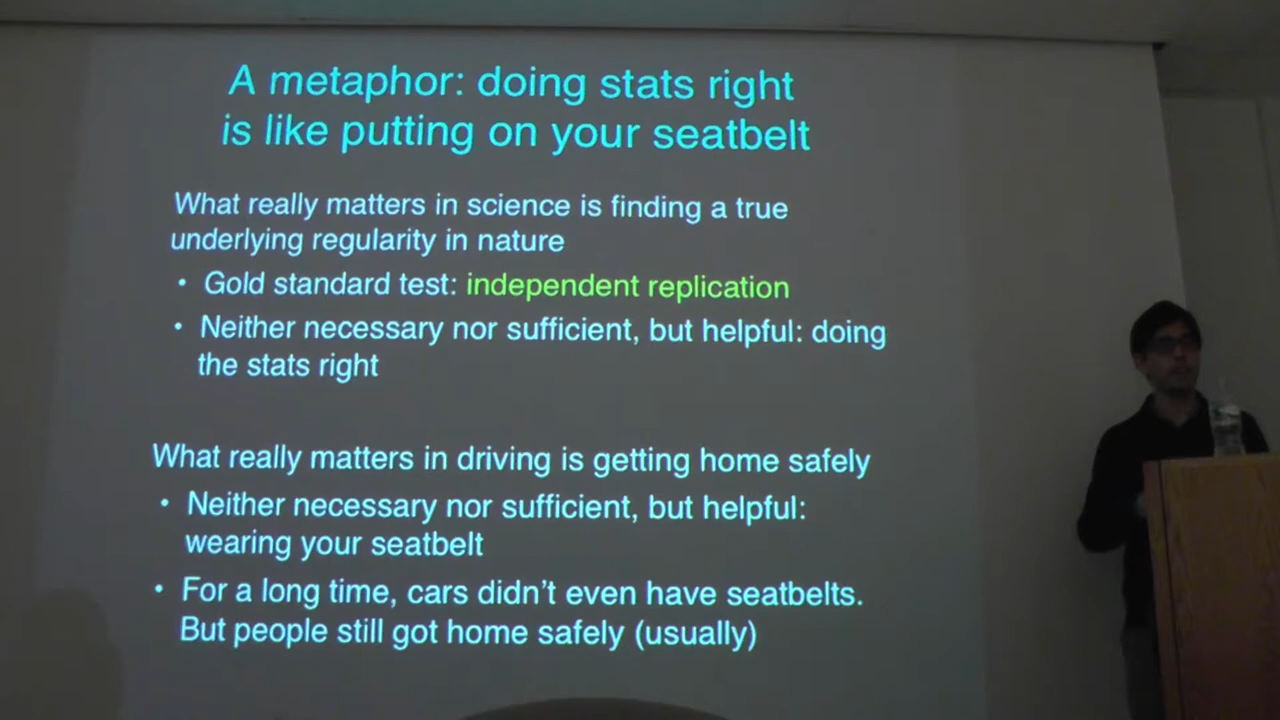 A metaphor: doing stats right
is like putting on your seatbelt
What really matters in science is finding a true
underlying regularity in nature
• Gold standard test: independent replication
• Neither necessary nor sufficient, but helpful: doing
the stats right
What really matters in driving is getting home safely
• Neither necessary nor sufficient, but helpful:
wearing your seatbelt
• For a long time, cars didn't even have seatbelts.
But people still got home safely (usually)